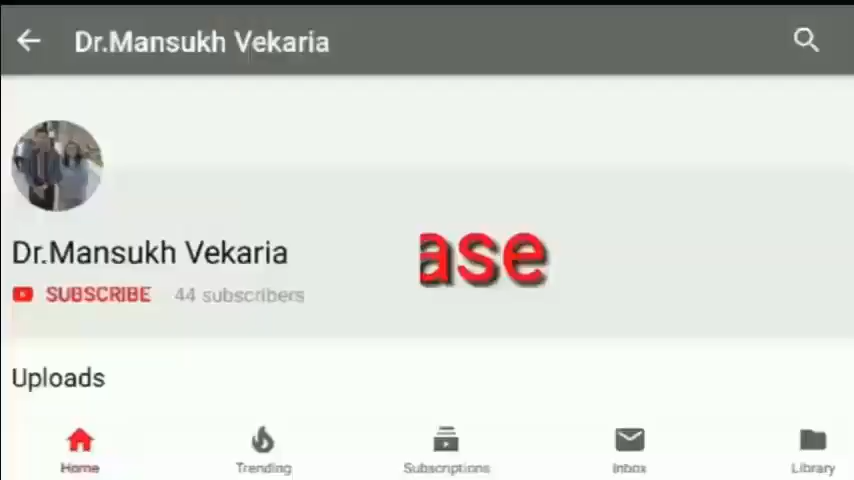 Dr.Mansukh Vekaria
Dr.Mansukh Vekaria
ase
SUBSCRIBE 44 subscribers
Uploads
Home Trending Subscriptions Inbox Library